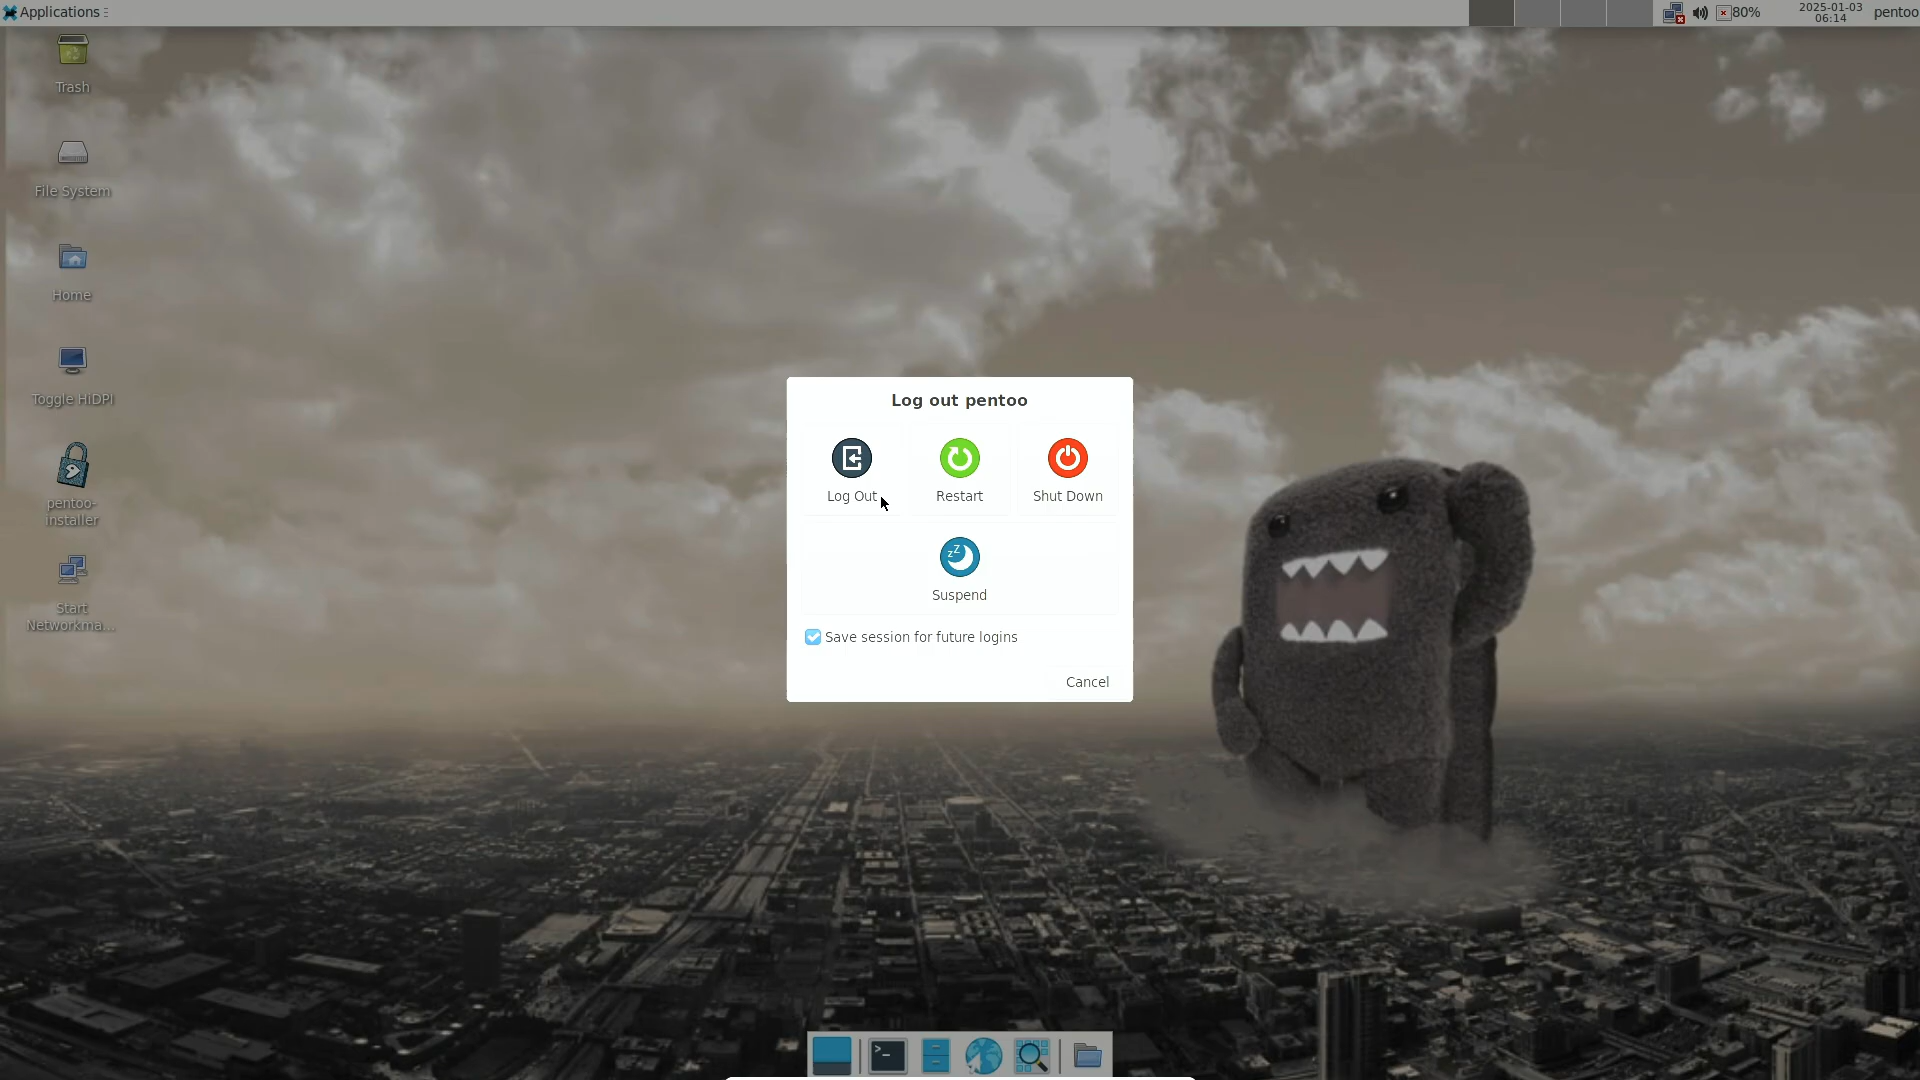 Applications
80%
2025-01-03
06:14
pentoo
Trash
File System
Home
Toggle HiDPI
pentoo-
installer
Start
Networkma...
Log out pentoo
Log Out
Restart
Shut Down
zZ
Suspend
Save session for future logins
Cancel
>_